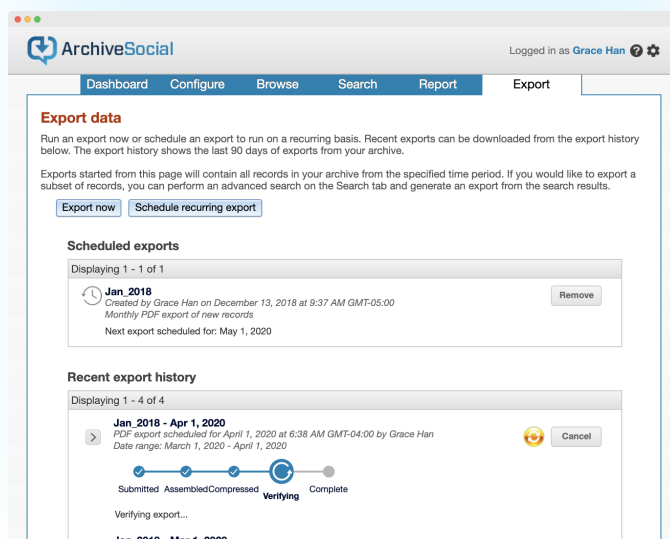 ArchiveSocial
Logged in as Grace Han
Dashboard Configure Browse Search Report Export
Export data
Run an export now or schedule an export to run on a recurring basis. Recent exports can be downloaded from the export history
below. The export history shows the last 90 days of exports from your archive.
Exports started from this page will contain all records in your archive from the specified time period. If you would like to export a
subset of records, you can perform an advanced search on the Search tab and generate an export from the search results.
Export now Schedule recurring export
Scheduled exports
Displaying 1 - 1 of 1
Jan_2018
Created by Grace Han on December 13, 2018 at 9:37 AM GMT-05:00
Remove
Monthly PDF export of new records
Next export scheduled for: May 1, 2020
Recent export history
Displaying 1 - 4 of 4
Jan_2018 - Apr 1, 2020
PDF export scheduled for April 1, 2020 at 6:38 AM GMT-04:00 by Grace Han
Cancel
Date range: March 1, 2020 - April 1, 2020
Submitted Assembled Compressed Verifying Complete
Verifying export...
Jan_2018 - Mar 1, 2020